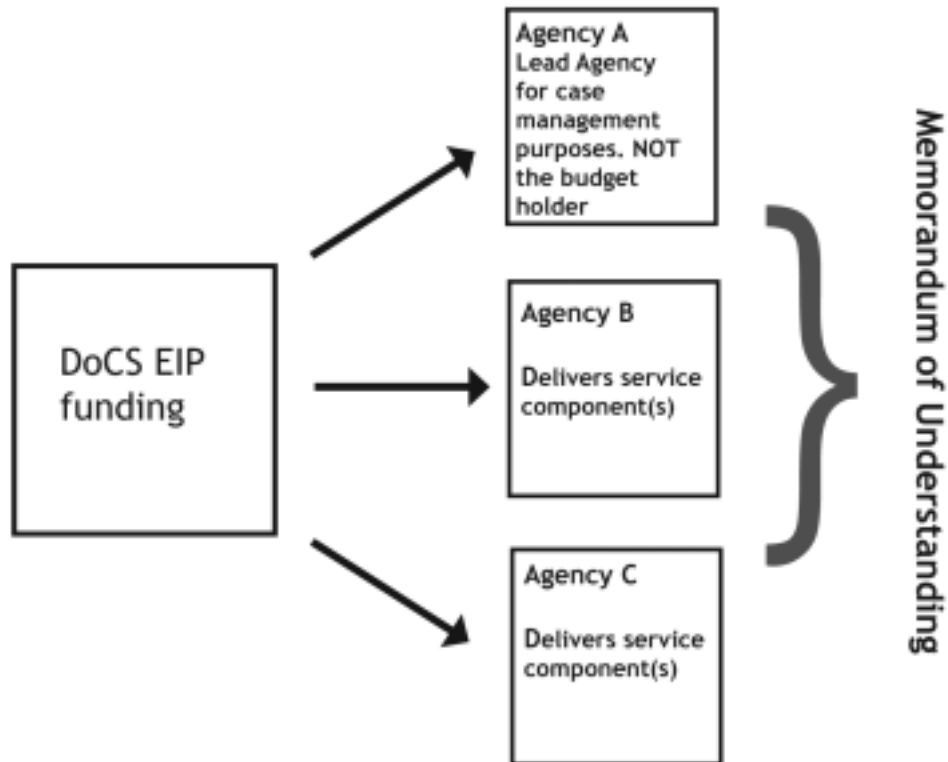 DoCS EIP
funding
Agency A
Lead Agency
for case
management
purposes. NOT
the budget
holder
Agency B
Delivers service
component(s)
Agency C
Delivers service
component(s)
Memorandum of Understanding